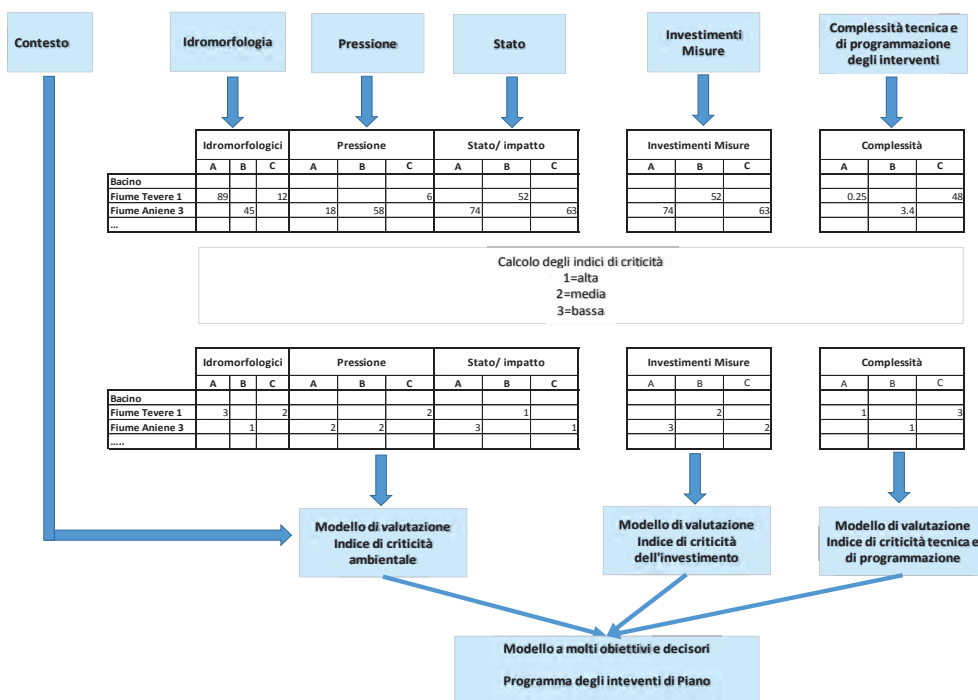 Contesto
Idromorfologia
Pressione
Stato
Investimenti
Misure
Complessità tecnica e
di programmazione
degli interventi
Idromorfologici Pressione Stato/ impatto Investimenti Misure Complessità
A B C A B C A B C A B C A B C
Bacino
Fiume Tevere 1 89 12 6 52 52 0.25 48
Fiume Aniene 3 45 18 58 74 63 74 63 3.4
...
Calcolo degli indici di criticità
1=alta
2=media
3=bassa
Idromorfologici Pressione Stato/ impatto Investimenti Misure Complessità
A B C A B C A B C A B C A B C
Bacino
Fiume Tevere 1 3 2 2 1 2 1 3
Fiume Aniene 3 1 2 2 3 1 3 2 1
.....
Modello di valutazione
Indice di criticità
ambientale
Modello di valutazione
Indice di criticità
dell'investimento
Modello di valutazione
Indice di criticità tecnica e
di programmazione
Modello a molti obiettivi e decisori
Programma degli inteventi di Piano